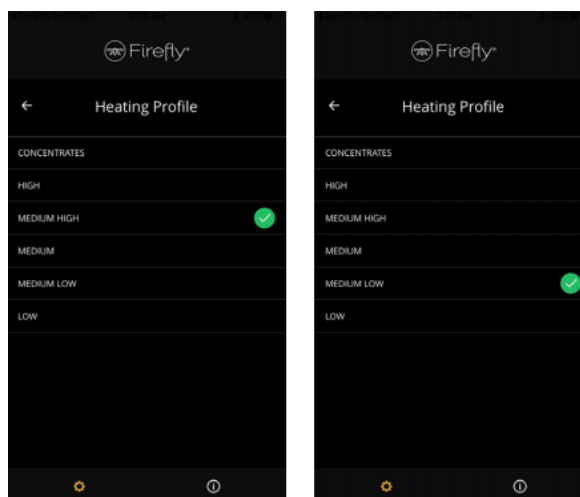 Firefly
Heating Profile
CONCENTRATES
HIGH
MEDIUM HIGH
MEDIUM
MEDIUM LOW
LOW
Firefly
Heating Profile
CONCENTRATES
HIGH
MEDIUM HIGH
MEDIUM
MEDIUM LOW
LOW